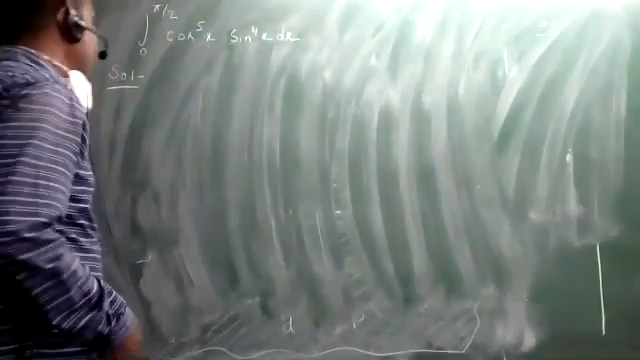 ∫₀^{π/2} cos⁵x sin⁴x dx
Sol-